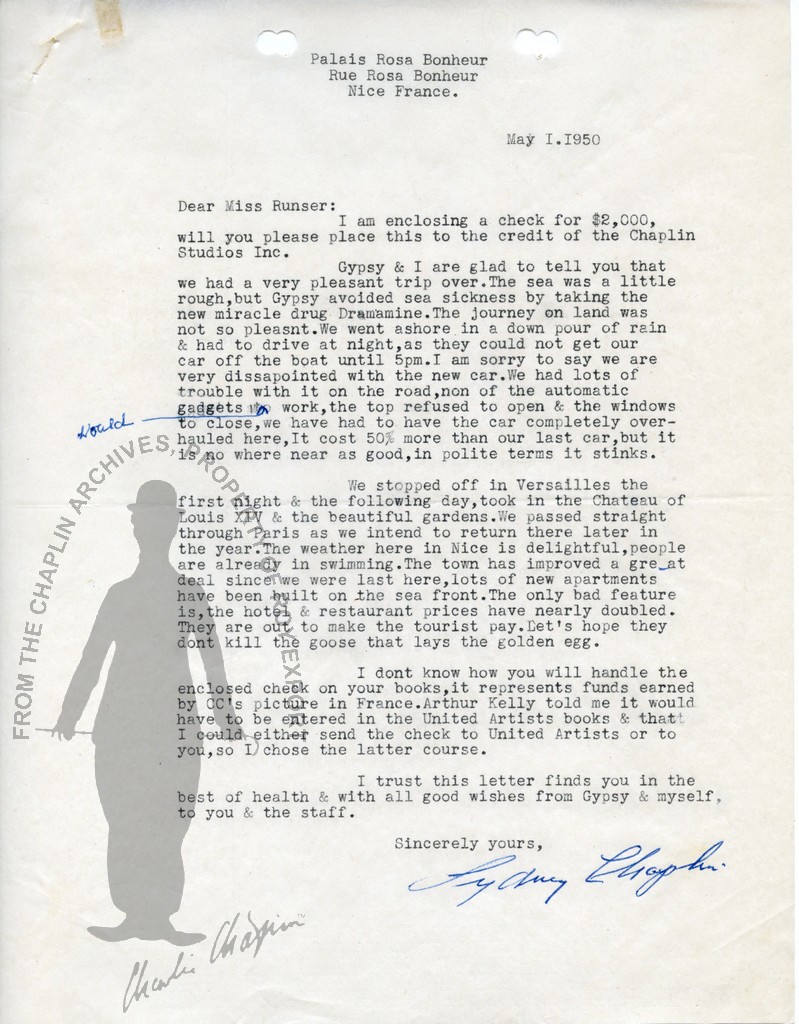 Palais Rosa Bonheur
Rue Rosa Bonheur
Nice France.
May I.I950
Dear Miss Runser:
I am enclosing a check for $2,000,
will you please place this to the credit of the Chaplin
Studios Inc.
Gypsy & I are glad to tell you that
we had a very pleasant trip over.The sea was a little
rough,but Gypsy avoided sea sickness by taking the
new miracle drug Dramamine.The journey on land was
not so pleasnt.We went ashore in a down pour of rain
& had to drive at night,as they could not get our
car off the boat until 5pm.I am sorry to say we are
very dissapointed with the new car.We had lots of
trouble with it on the road,non of the automatic
would
gadgets work,the top refused to open & the windows
to close,we have had to have the car completely over-
hauled here,It cost 50% more than our last car,but it
is no where near as good,in polite terms it stinks.
We stopped off in Versailles the
first night & the following day,took in the Chateau of
Louis XIV & the beautiful gardens.We passed straight
through Paris as we intend to return there later in
the year.The weather here in Nice is delightful,people
are already in swimming.The town has improved a gre_at
deal since we were last here,lots of new apartments
have been built on the sea front.The only bad feature
is,the hotel & restaurant prices have nearly doubled.
They are out to make the tourist pay.Let's hope they
dont kill the goose that lays the golden egg.
I dont know how you will handle the
enclosed check on your books,it represents funds earned
by CC's picture in France.Arthur Kelly told me it would
have to be entered in the United Artists books & that
I could either send the check to United Artists or to
you,so I chose the latter course.
I trust this letter finds you in the
best of health & with all good wishes from Gypsy & myself,
to you & the staff.
Sincerely yours,
Sydney Chaplin
FROM THE CHAPLIN ARCHIVES, PROPERTY OF ROY EXPORT
Charlie Chaplin